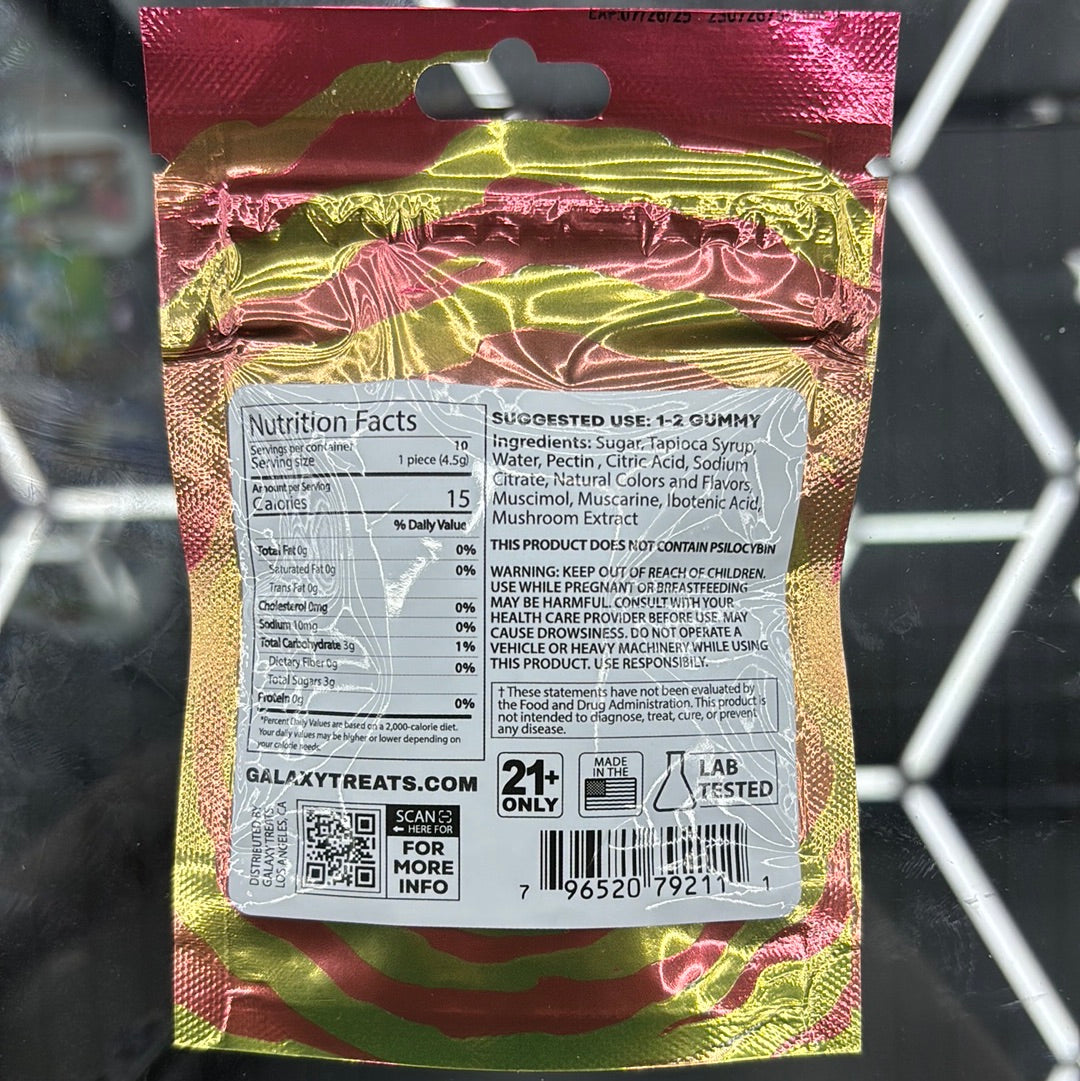 EXP:07/26/25
Nutrition Facts
Servings per container 10
Serving size 1 piece (4.5g)
Amount per Serving
Calories 15
% Daily Value
Total Fat 0g 0%
Saturated Fat 0g 0%
Trans Fat 0g
Cholesterol 0mg 0%
Sodium 10mg 0%
Total Carbohydrate 3g 1%
Dietary Fiber 0g 0%
Total Sugars 3g
Protein 0g 0%
*Percent Daily Values are based on a 2,000-calorie diet.
Your daily values may be higher or lower depending on
your calorie needs.
GALAXYTREATS.COM
DISTRIBUTED BY
GALAXY TREATS
LOS ANGELES, CA
SCAN
HERE FOR
FOR
MORE
INFO
SUGGESTED USE: 1-2 GUMMY
Ingredients: Sugar, Tapioca Syrup,
Water, Pectin , Citric Acid, Sodium
Citrate, Natural Colors and Flavors,
Muscimol, Muscarine, Ibotenic Acid,
Mushroom Extract
THIS PRODUCT DOES NOT CONTAIN PSILOCYBIN
WARNING: KEEP OUT OF REACH OF CHILDREN.
USE WHILE PREGNANT OR BREASTFEEDING
MAY BE HARMFUL. CONSULT WITH YOUR
HEALTH CARE PROVIDER BEFORE USE. MAY
CAUSE DROWSINESS. DO NOT OPERATE A
VEHICLE OR HEAVY MACHINERY WHILE USING
THIS PRODUCT. USE RESPONSIBILY.
† These statements have not been evaluated by
the Food and Drug Administration. This product is
not intended to diagnose, treat, cure, or prevent
any disease.
21+
ONLY
MADE
IN THE
LAB
TESTED
7 96520 79211 1